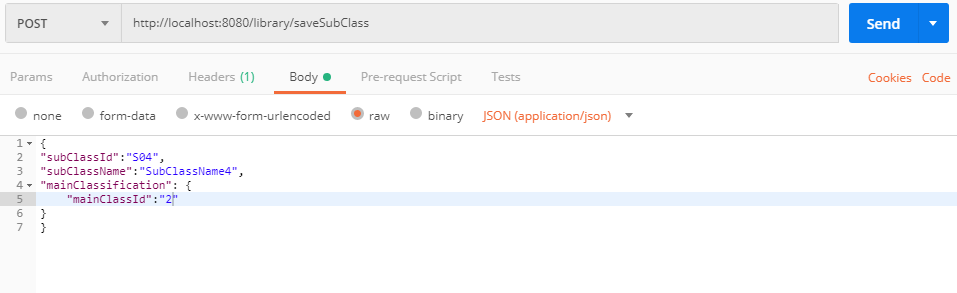 POST http://localhost:8080/library/saveSubClass Send
Params Authorization Headers (1) Body Pre-request Script Tests Cookies Code
none form-data x-www-form-urlencoded raw binary JSON (application/json)
1 {
2 "subClassId":"S04",
3 "subClassName":"SubClassName4",
4 "mainClassification": {
5 "mainClassId":"2"
6 }
7 }